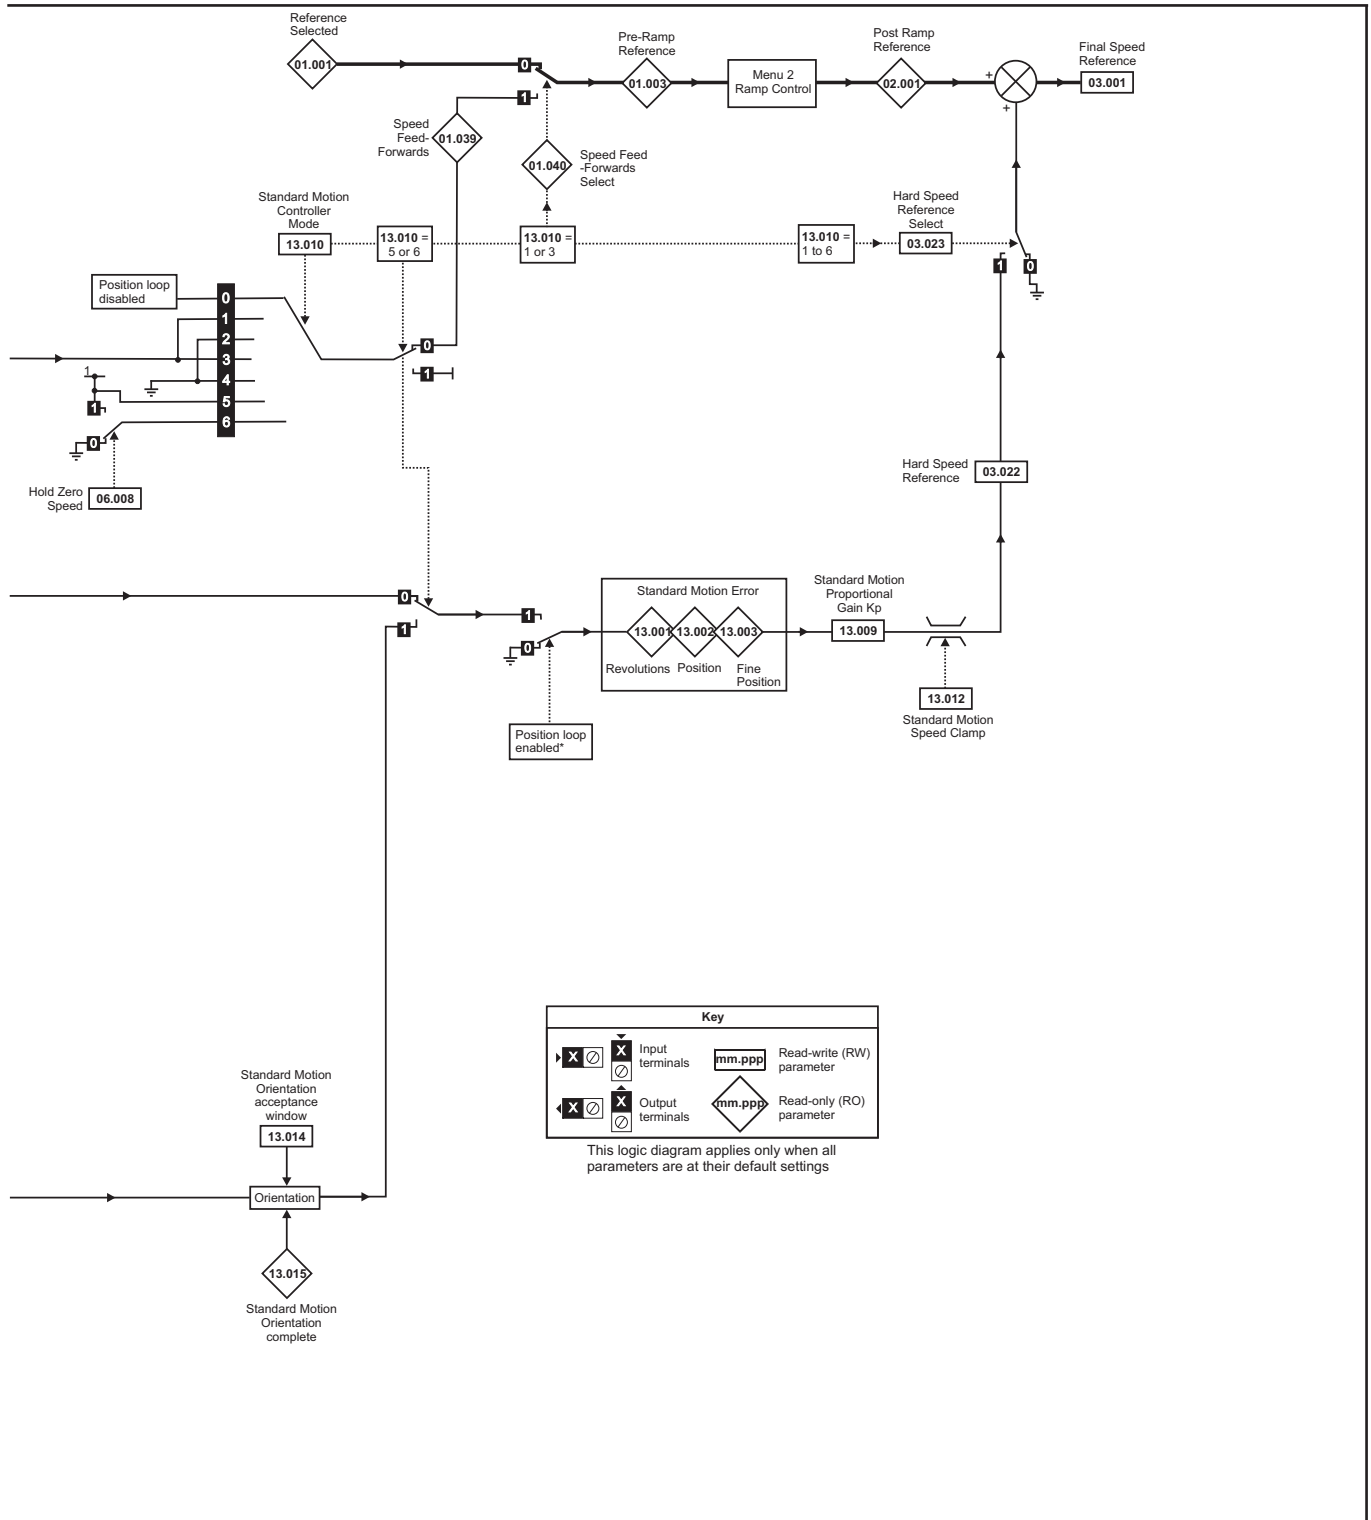 Reference
Selected
01.001
0
1
Pre-Ramp
Reference
01.003
Menu 2
Ramp Control
Post Ramp
Reference
02.001
+
+
Final Speed
Reference
03.001
Speed
Feed-
Forwards
01.039
01.040
Speed Feed
-Forwards
Select
Standard Motion
Controller
Mode
13.010
13.010 =
5 or 6
13.010 =
1 or 3
13.010 =
1 to 6
Hard Speed
Reference
Select
03.023
1
0
Position loop
disabled
0
1
2
3
4
5
6
0
1
1
1
0
Hold Zero
Speed
06.008
Hard Speed
Reference
03.022
0
1
1
0
Position loop
enabled*
Standard Motion Error
13.001
13.002
13.003
Revolutions
Position
Fine
Position
Standard Motion
Proportional
Gain Kp
13.009
13.012
Standard Motion
Speed Clamp
Key
X
X
Input
terminals
mm.ppp
Read-write (RW)
parameter
X
X
Output
terminals
mm.ppp
Read-only (RO)
parameter
This logic diagram applies only when all
parameters are at their default settings
Standard Motion
Orientation
acceptance
window
13.014
Orientation
13.015
Standard Motion
Orientation
complete